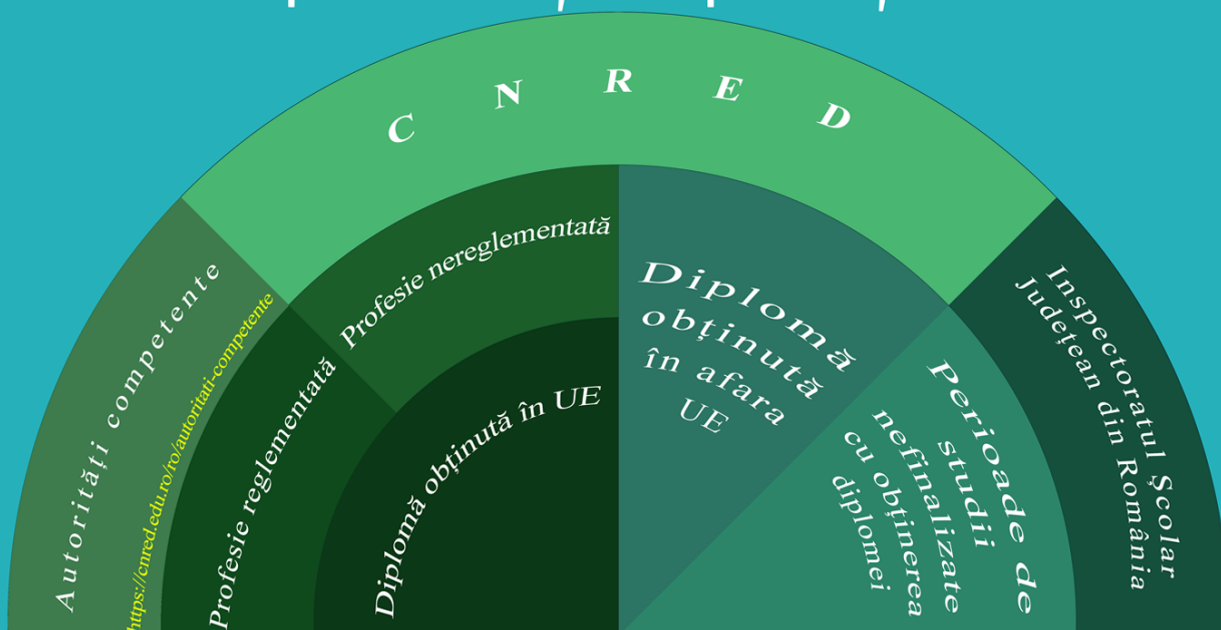 C N R E D
Autorități competente
https://cnred.edu.ro/ro/autoritati-competente
Profesie reglementată
Profesie nereglementată
Diplomă obținută în UE
Diplomă
obținută
în afara
UE
Perioade de
studii
nefinalizate
cu obținerea
diplomei
Inspectoratul Școlar
Județean din România